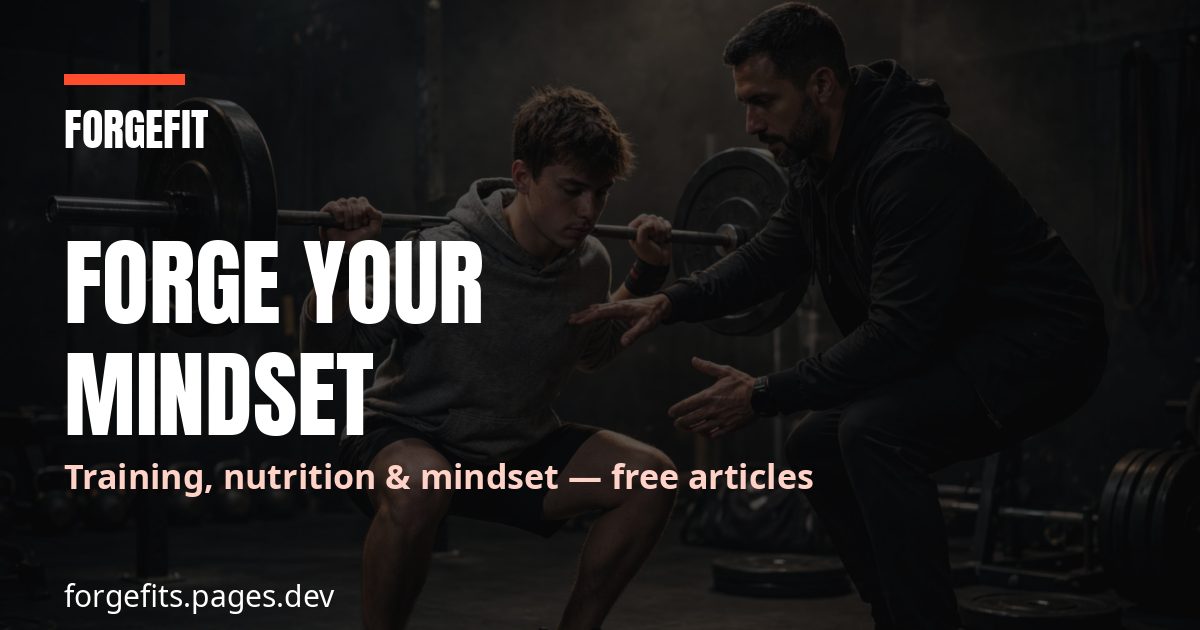 FORGEFIT
FORGE YOUR
MINDSET
Training, nutrition & mindset — free articles
forgefits.pages.dev